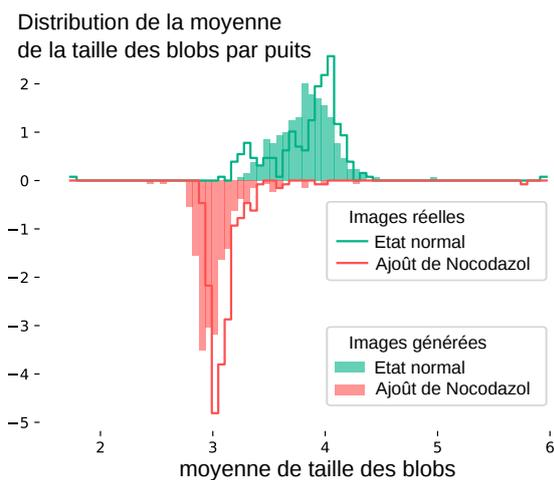 Distribution de la moyenne
de la taille des blobs par puits
2
1
0
−1
−2
−3
−4
−5
Images réelles
Etat normal
Ajoût de Nocodazol
Images générées
Etat normal
Ajoût de Nocodazol
2 3 4 5 6
moyenne de taille des blobs